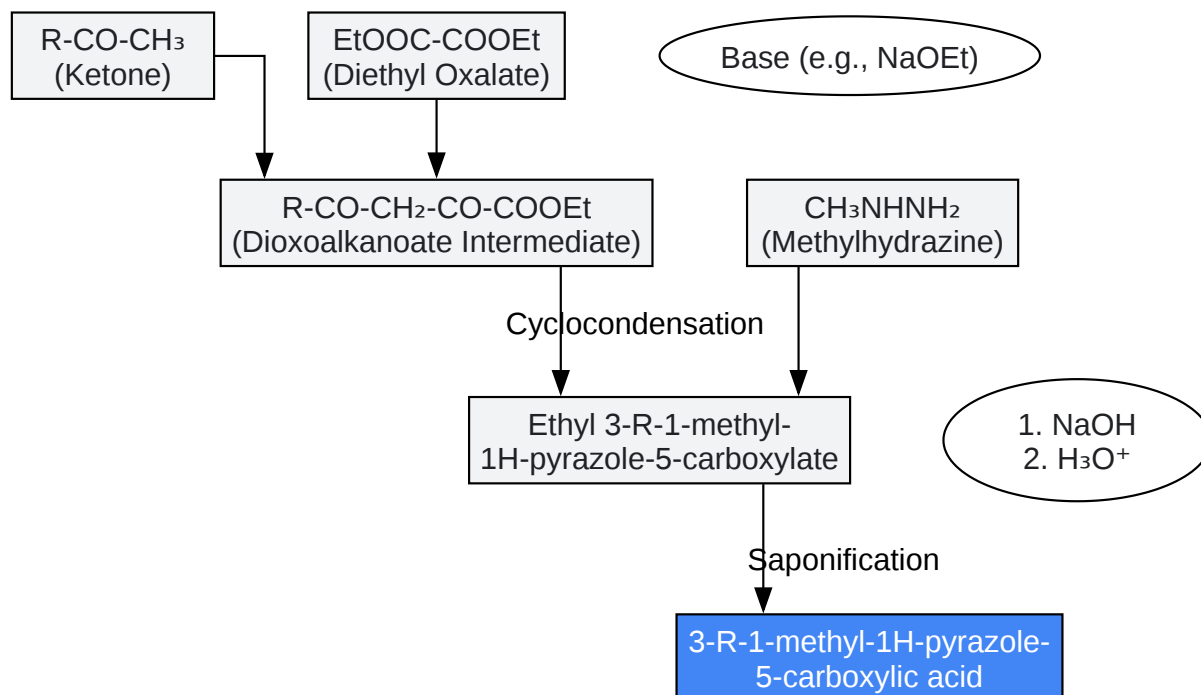 R-CO-CH₃
(Ketone)
EtOOC-COOEt
(Diethyl Oxalate)
Base (e.g., NaOEt)
R-CO-CH₂-CO-COOEt
(Dioxoalkanoate Intermediate)
CH₃NHNH₂
(Methylhydrazine)
Cyclocondensation
Ethyl 3-R-1-methyl-
1H-pyrazole-5-carboxylate
1. NaOH
2. H₃O⁺
Saponification
3-R-1-methyl-1H-pyrazole-
5-carboxylic acid